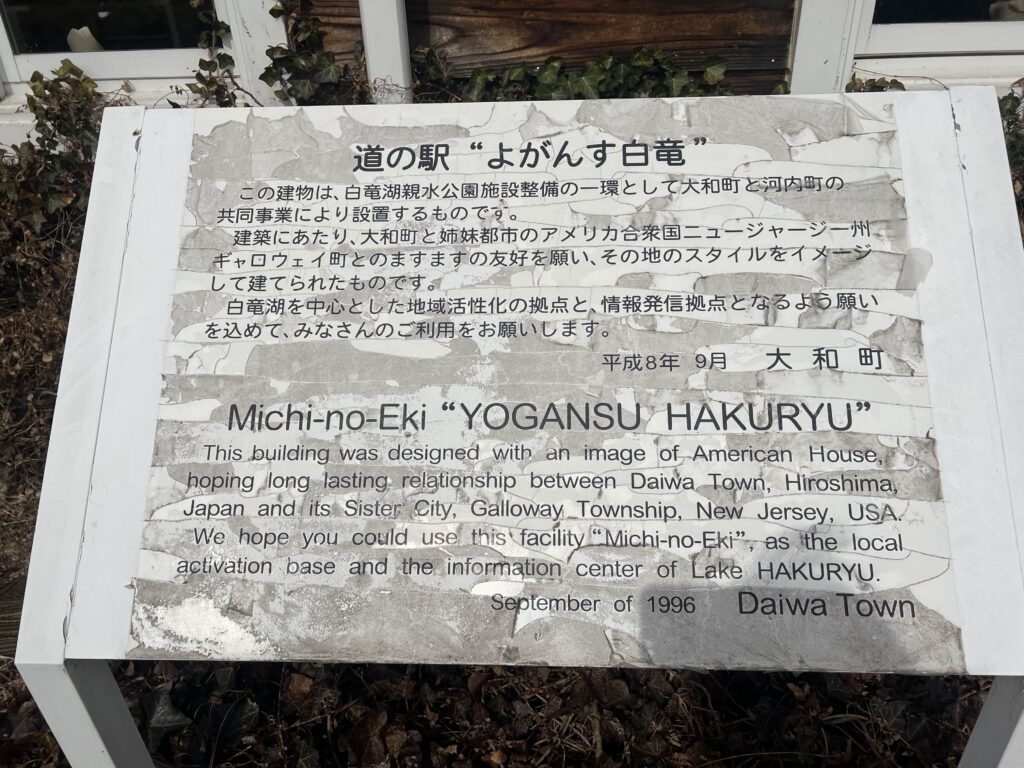 道の駅 “よがんす白竜”
この建物は、白竜湖親水公園施設整備の一環として大和町と河内町の
共同事業により設置するものです。
建築にあたり、大和町と姉妹都市のアメリカ合衆国ニュージャージー州
ギャロウェイ町とのますますの友好を願い、その地のスタイルをイメージ
して建てられたものです。
白竜湖を中心とした地域活性化の拠点と、情報発信拠点となるよう願い
を込めて、みなさんのご利用をお願いします。
平成8年 9月 大和町
Michi-no-Eki “YOGANSU HAKURYU”
This building was designed with an image of American House,
hoping long lasting relationship between Daiwa Town, Hiroshima,
Japan and its Sister City, Galloway Township, New Jersey, USA.
We hope you could use this facility “Michi-no-Eki”, as the local
activation base and the information center of Lake HAKURYU.
September of 1996 Daiwa Town